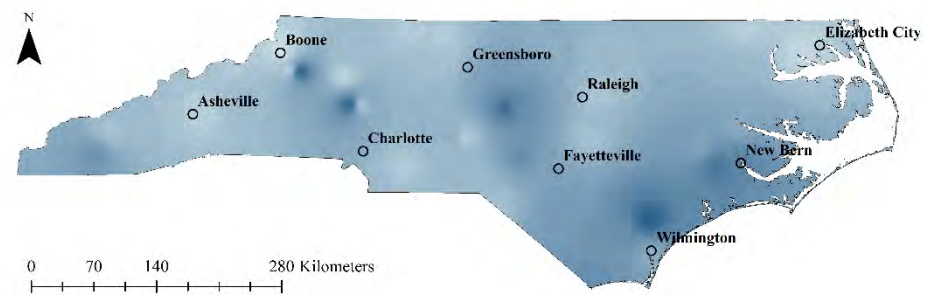 N
Boone
Elizabeth City
Greensboro
Raleigh
Asheville
Charlotte
New Bern
Fayetteville
Wilmington
0 70 140 280 Kilometers